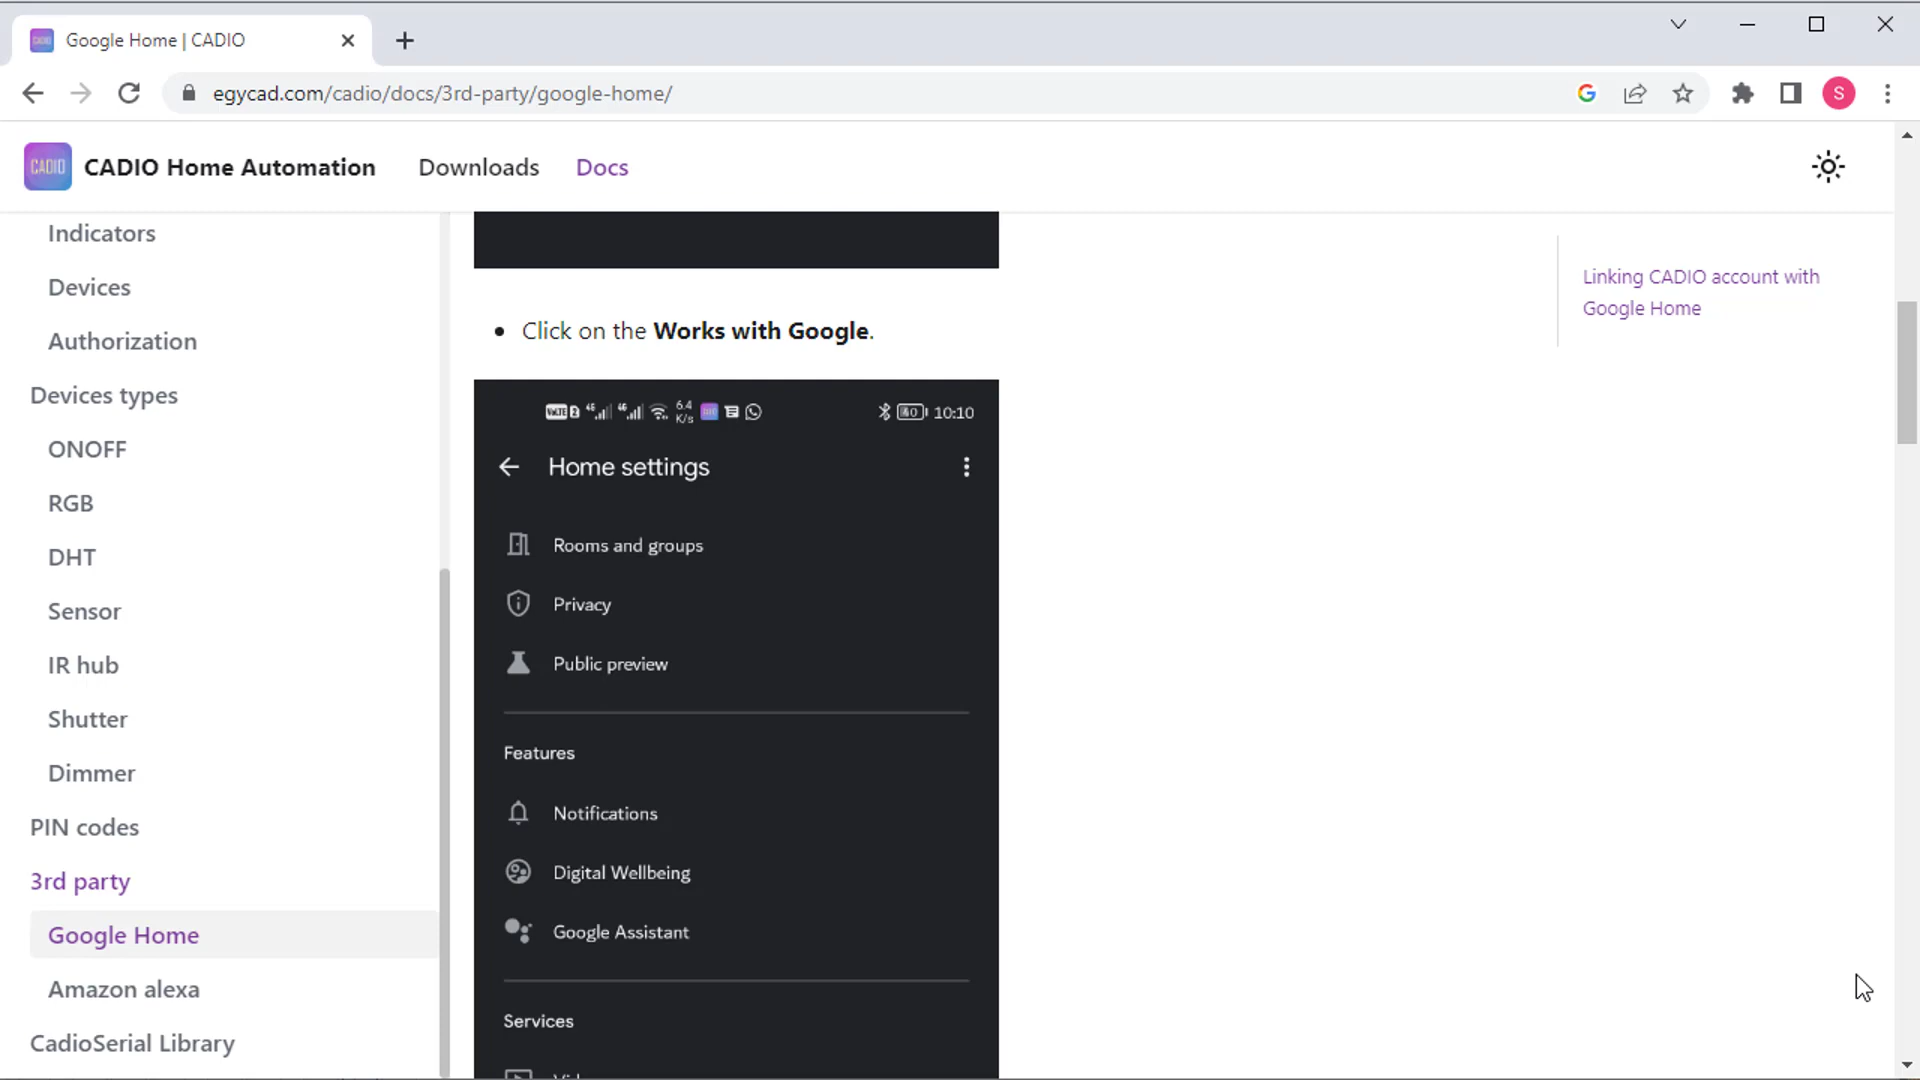 Google Home | CADIO
egycad.com/cadio/docs/3rd-party/google-home/
S
CADIO
CADIO Home Automation
Downloads
Docs
Indicators
Devices
Authorization
Devices types
ONOFF
RGB
DHT
Sensor
IR hub
Shutter
Dimmer
PIN codes
3rd party
Google Home
Amazon alexa
CadioSerial Library
Click on the Works with Google.
6.4
K/s
10:10
Home settings
Rooms and groups
Privacy
Public preview
Features
Notifications
Digital Wellbeing
Google Assistant
Services
Linking CADIO account with
Google Home